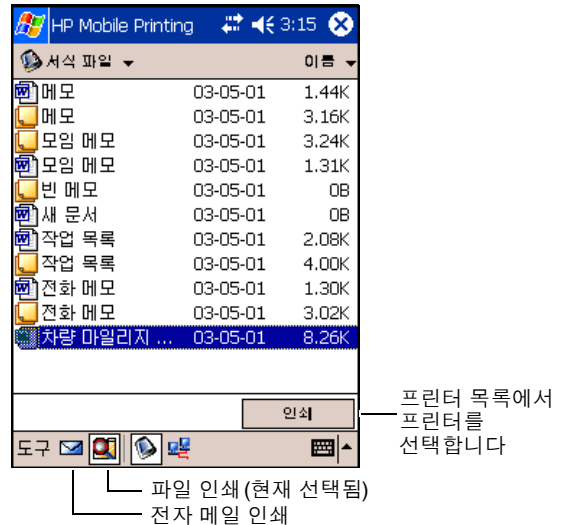 HP Mobile Printing 3:15
서식 파일 이름
메모 03-05-01 1.44K
메모 03-05-01 3.16K
모임 메모 03-05-01 3.24K
모임 메모 03-05-01 1.31K
빈 메모 03-05-01 0B
새 문서 03-05-01 0B
작업 목록 03-05-01 2.08K
작업 목록 03-05-01 4.00K
전화 메모 03-05-01 1.30K
전화 메모 03-05-01 3.02K
차량 마일리지 ... 03-05-01 8.26K
인쇄
도구
프린터 목록에서
프린터를
선택합니다
파일 인쇄 (현재 선택됨)
전자 메일 인쇄